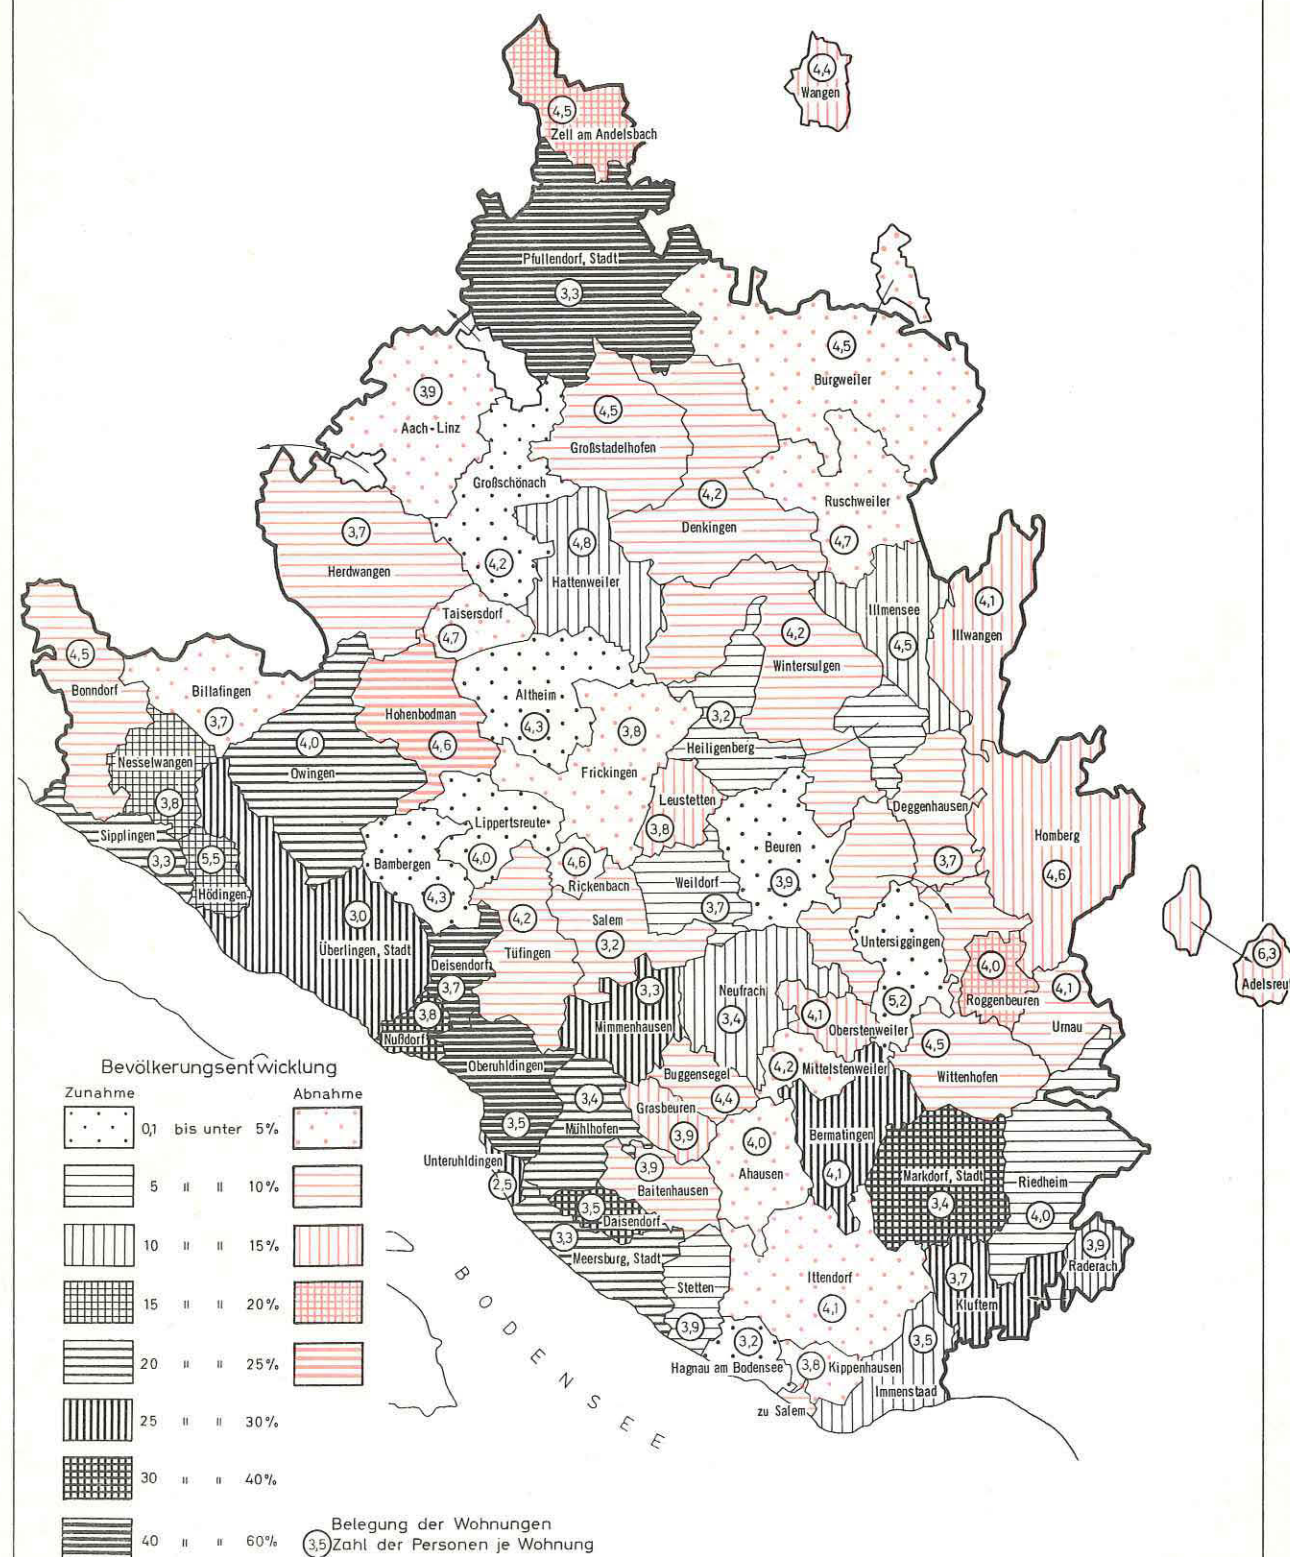 4,4
Wangen
4,5
Zell am Andelsbach
Pfullendorf, Stadt
3,3
4,5
Burgweiler
3,9
Aach-Linz
4,5
Großstadelhofen
Großschönach
4,2
4,2
Denkingen
Ruschweiler
4,7
3,7
Herdwangen
4,8
Hattenweiler
Taisersdorf
4,7
Illmensee
4,5
4,1
Illwangen
4,2
Wintersulgen
4,5
Bonndorf
Billafingen
3,7
Altheim
4,3
Hohenbodman
4,6
3,8
Frickingen
3,2
Heiligenberg
4,0
Owingen
Nesselwangen
3,8
Leustetten
3,8
Deggenhausen
3,7
Homberg
4,6
Sipplingen
3,3
5,5
Hödingen
Lippertsreute
4,0
Bambergen
4,3
4,6
Rickenbach
Beuren
3,9
Weildorf
3,7
3,0
Überlingen, Stadt
4,2
Tüfingen
Salem
3,2
Untersiggingen
5,2
4,0
Roggenbeuren
4,1
Urnau
6,3
Adelsreute
Deisendorf
3,7
3,8
Nußdorf
3,3
Mimmenhausen
Neufrach
3,4
4,1
Oberstenweiler
4,5
Wittenhofen
4,2
Mittelstenweiler
Oberuhldingen
3,5
3,4
Mühlhofen
Buggensegel
4,4
Grasbeuren
3,9
4,0
Ahausen
Bermatingen
4,1
Markdorf, Stadt
3,4
Riedheim
4,0
Unteruhldingen
2,5
3,9
Baitenhausen
3,5
Daisendorf
3,3
Meersburg, Stadt
3,9
Raderach
Stetten
3,9
Ittendorf
4,1
3,7
Kluftern
3,2
Hagnau am Bodensee
3,8 Kippenhausen
3,5
Immenstaad
zu Salem
BODENSEE
Bevölkerungsentwicklung
Zunahme Abnahme
0,1 bis unter 5%
5 " " 10%
10 " " 15%
15 " " 20%
20 " " 25%
25 " " 30%
30 " " 40%
40 " " 60%
Belegung der Wohnungen
3,5 Zahl der Personen je Wohnung